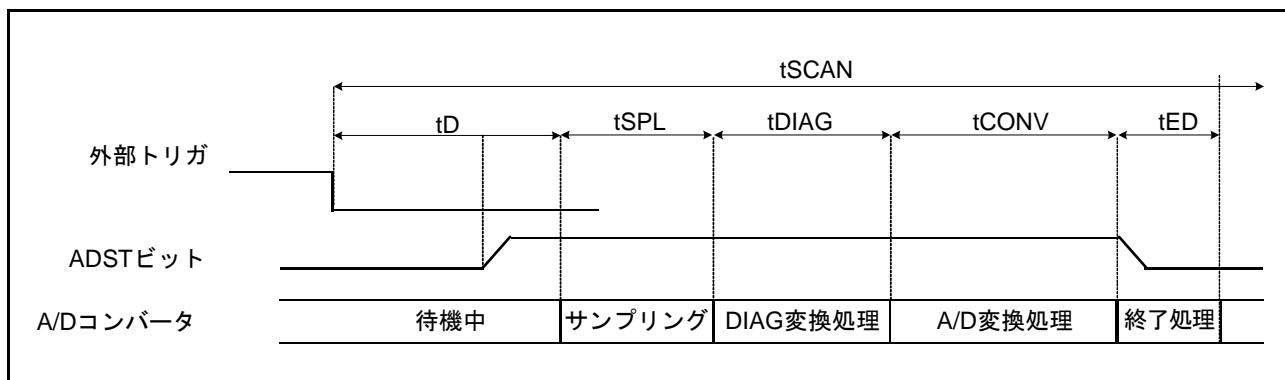 tSCAN
tD tSPL tDIAG tCONV tED
外部トリガ
ADSTビット
A/Dコンバータ 待機中 サンプリング DIAG変換処理 A/D変換処理 終了処理